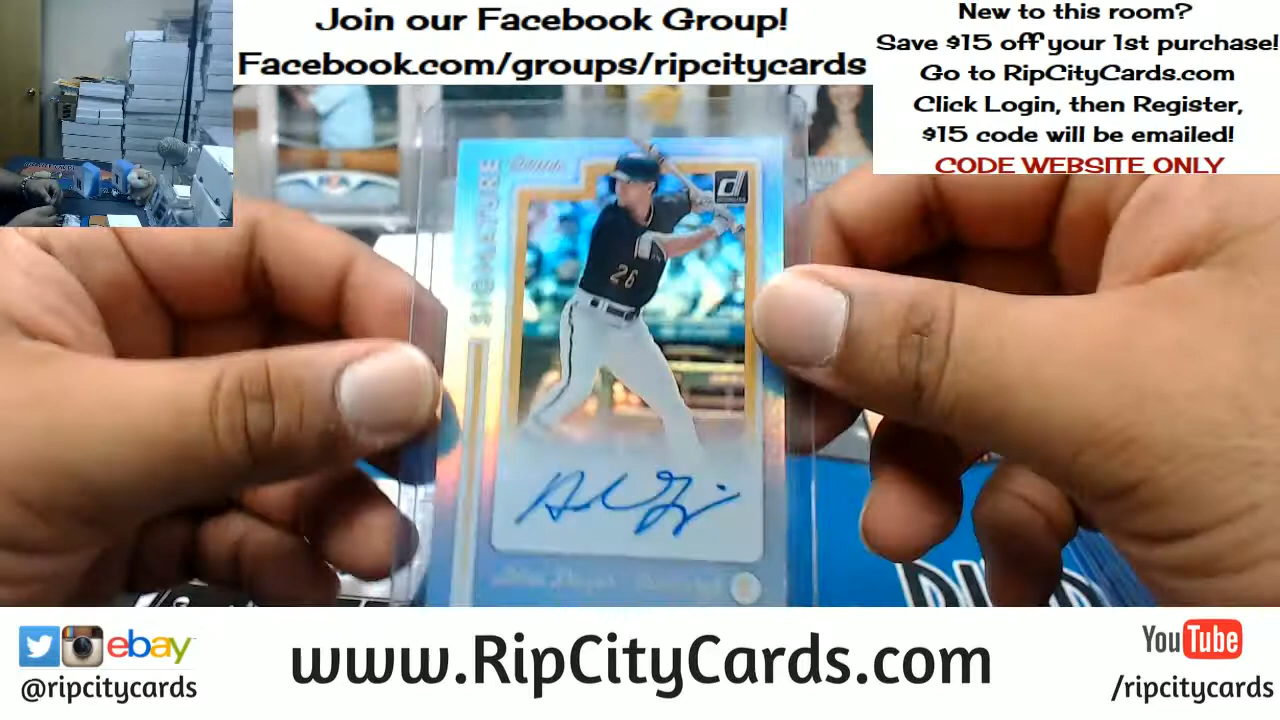 Join our Facebook Group!
Facebook.com/groups/ripcitycards
New to this room?
Save $15 off your 1st purchase!
Go to RipCityCards.com
Click Login, then Register,
$15 code will be emailed!
CODE WEBSITE ONLY
SIGNATURE
d
26
ebay
@ripcitycards
www.RipCityCards.com
YouTube
/ripcitycards